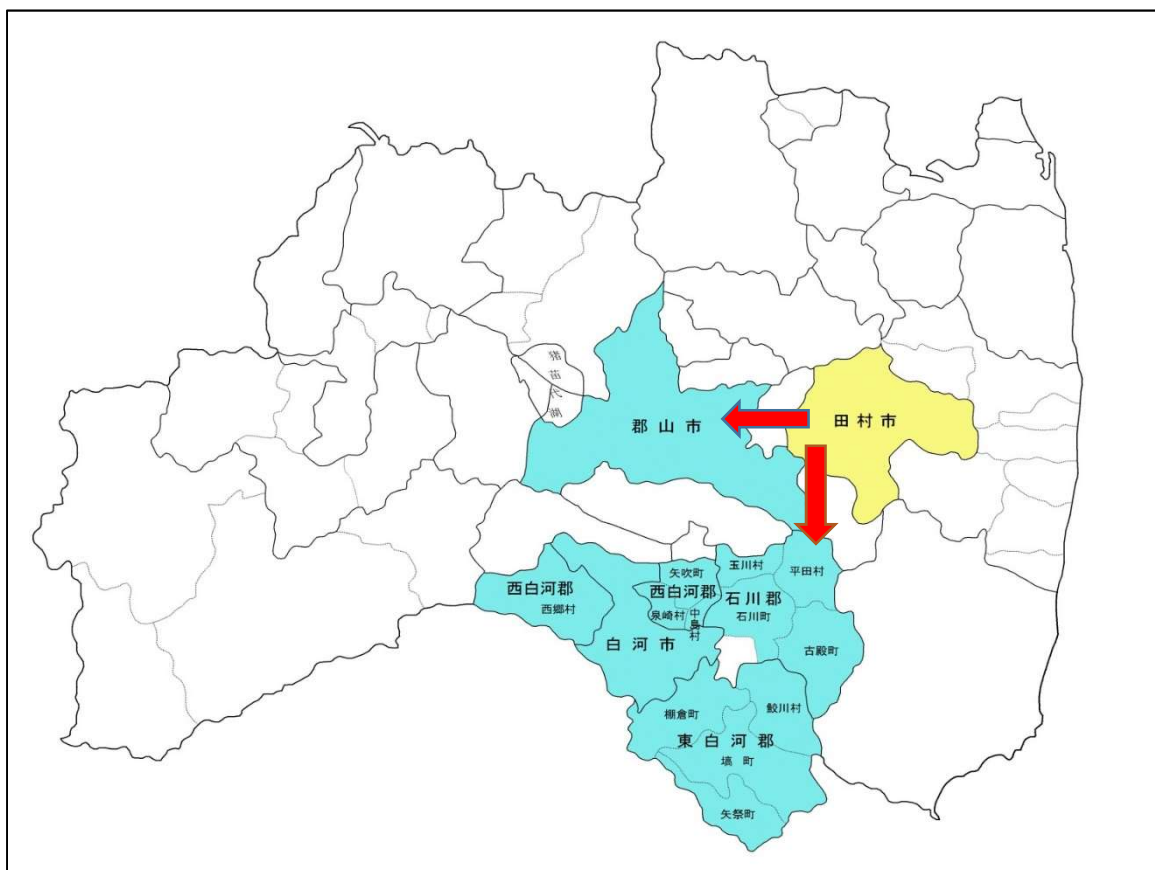 猪苗代湖
郡山市
田村市
矢吹町
玉川村
平田村
西白河郡
西郷村
西白河郡
泉崎村
中島村
石川郡
石川町
白河市
古殿町
棚倉町
鮫川村
東白河郡
塙町
矢祭町